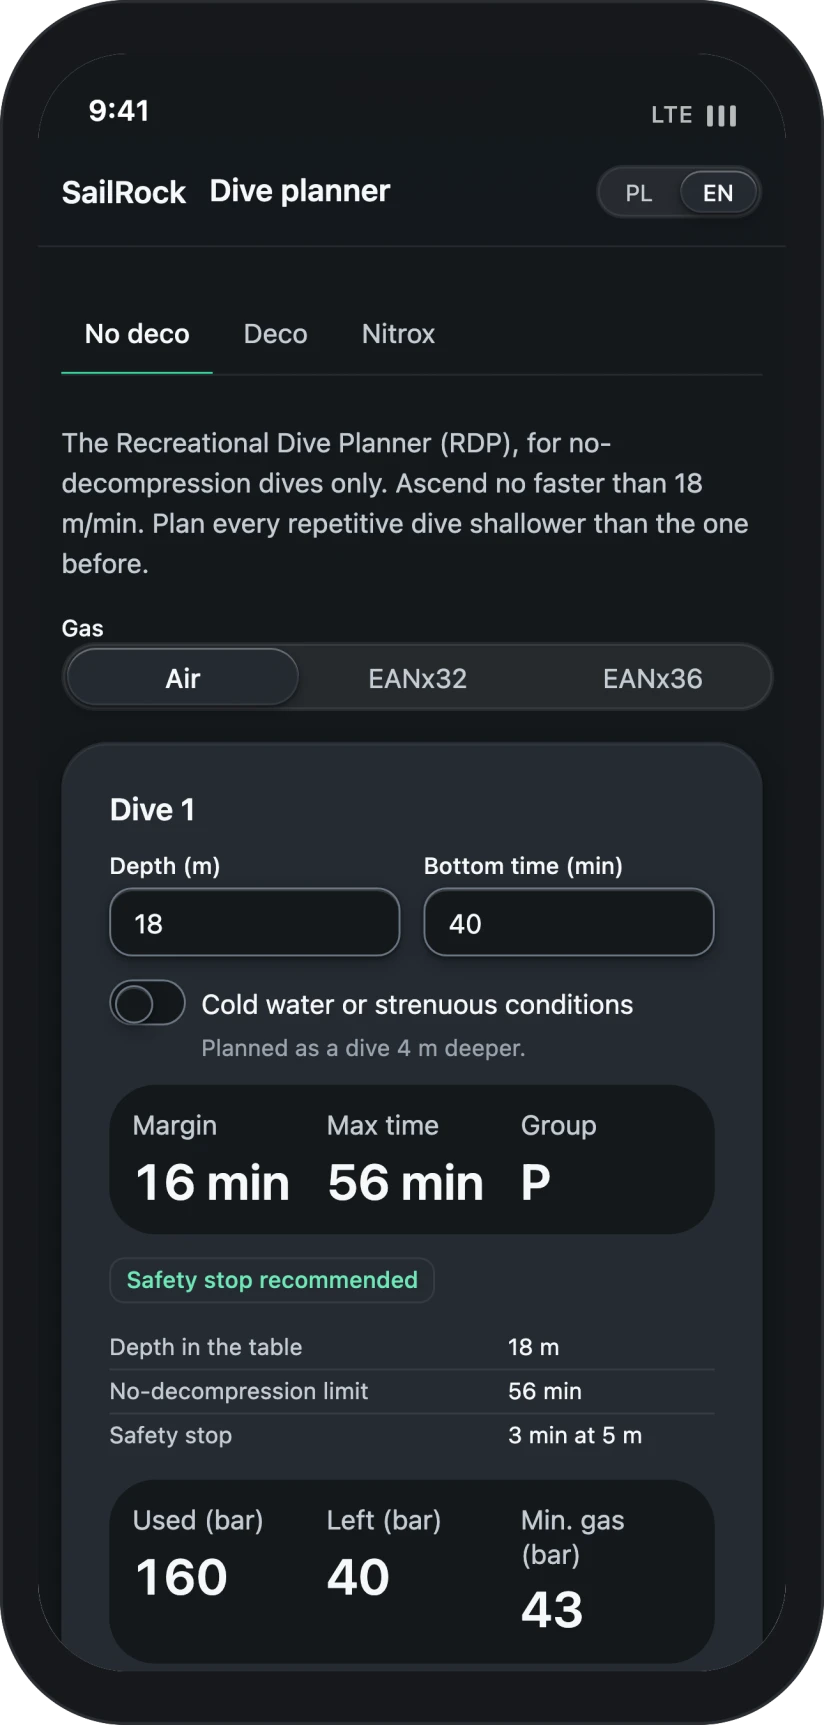 9:41
LTE
SailRock Dive planner
PL EN
No deco Deco Nitrox
The Recreational Dive Planner (RDP), for no-
decompression dives only. Ascend no faster than 18
m/min. Plan every repetitive dive shallower than the one
before.
Gas
Air EANx32 EANx36
Dive 1
Depth (m) Bottom time (min)
18 40
Cold water or strenuous conditions
Planned as a dive 4 m deeper.
Margin Max time Group
16 min 56 min P
Safety stop recommended
Depth in the table 18 m
No-decompression limit 56 min
Safety stop 3 min at 5 m
Used (bar) Left (bar) Min. gas
(bar)
160 40 43